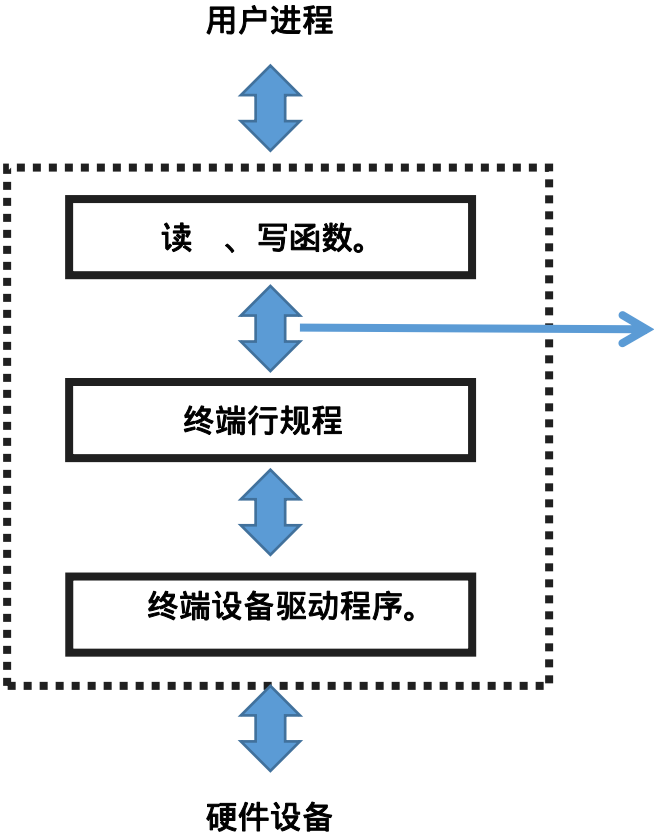 用户进程
读 、写函数。
终端行规程
终端设备驱动程序。
硬件设备